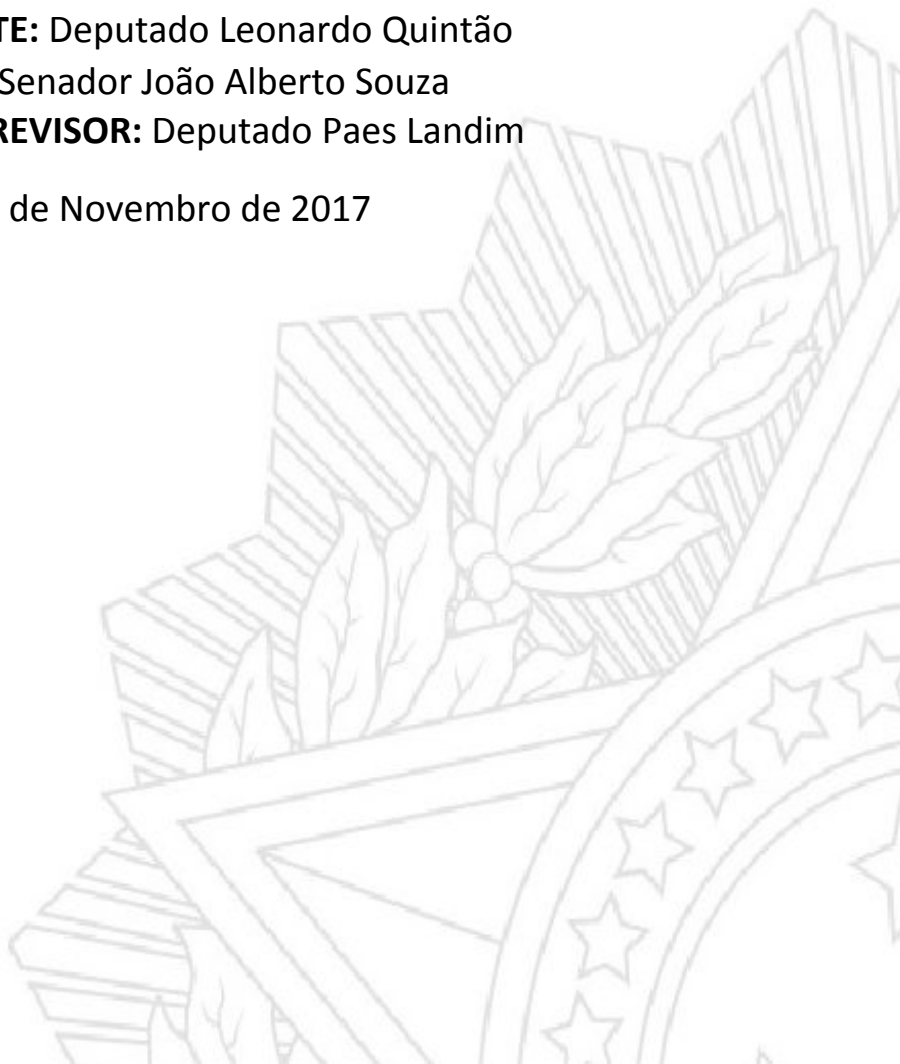 TE: Deputado Leonardo Quintão
Senador João Alberto Souza
REVISOR: Deputado Paes Landim
de Novembro de 2017